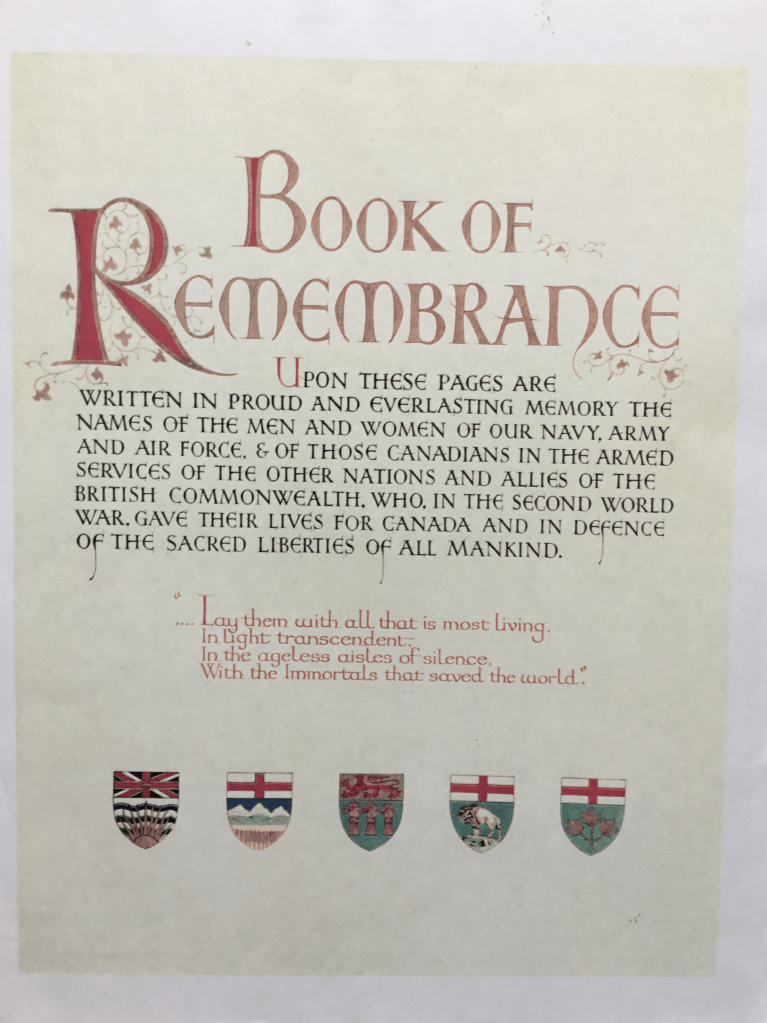 BOOK OF
REMEMBRANCE
UPON THESE PAGES ARE
WRITTEN IN PROUD AND EVERLASTING MEMORY THE
NAMES OF THE MEN AND WOMEN OF OUR NAVY, ARMY
AND AIR FORCE, & OF THOSE CANADIANS IN THE ARMED
SERVICES OF THE OTHER NATIONS AND ALLIES OF THE
BRITISH COMMONWEALTH, WHO, IN THE SECOND WORLD
WAR, GAVE THEIR LIVES FOR CANADA AND IN DEFENCE
OF THE SACRED LIBERTIES OF ALL MANKIND.
".... Lay them with all that is most living,
In light transcendent,
In the ageless aisles of silence,
With the Immortals that saved the world."